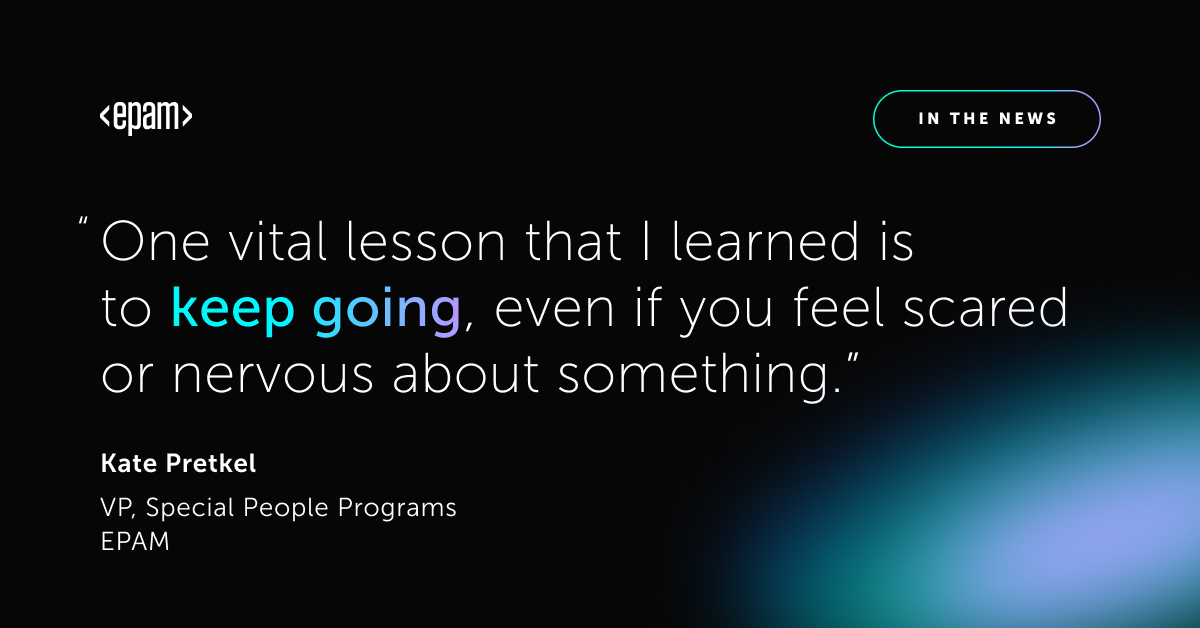 <epam>
IN THE NEWS
“One vital lesson that I learned is
to keep going, even if you feel scared
or nervous about something.”
Kate Pretkel
VP, Special People Programs
EPAM